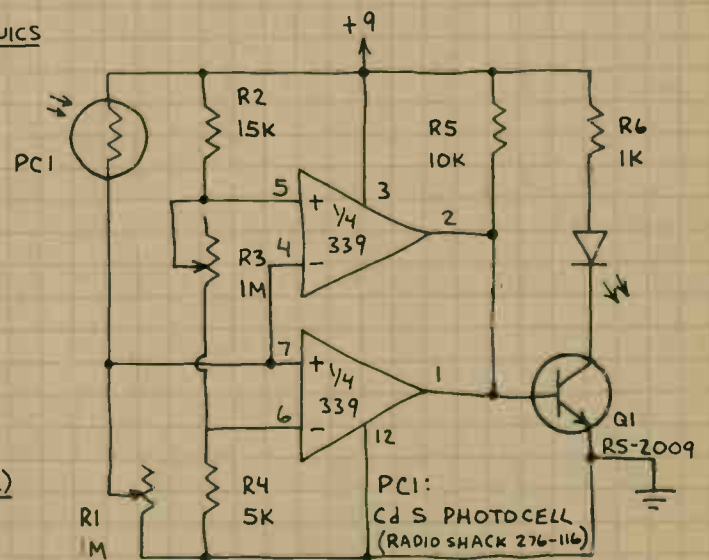 UICS
+9
R2
15K
R5
10K
R6
1K
PC1
5
+
1/4
339
3
2
4
-
R3
1M
7
+
1/4
339
1
6
-
12
Q1
RS-2009
R4
5K
PC1:
Cd S PHOTOCELL
(RADIO SHACK 276-116)
R1
1M